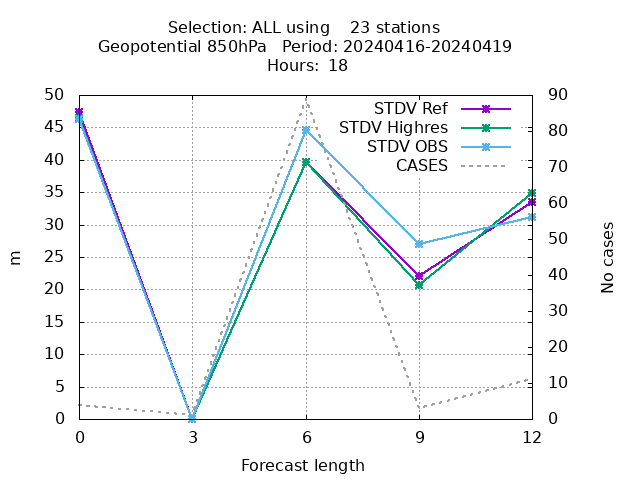 Selection: ALL using    23 stations
Geopotential 850hPa   Period: 20240416-20240419
Hours: 18
50
45
40
35
30
25
20
15
10
5
0
m
STDV Ref
STDV Highres
STDV OBS
CASES
90
80
70
60
50
40
30
20
10
0
No cases
0 3 6 9 12
Forecast length